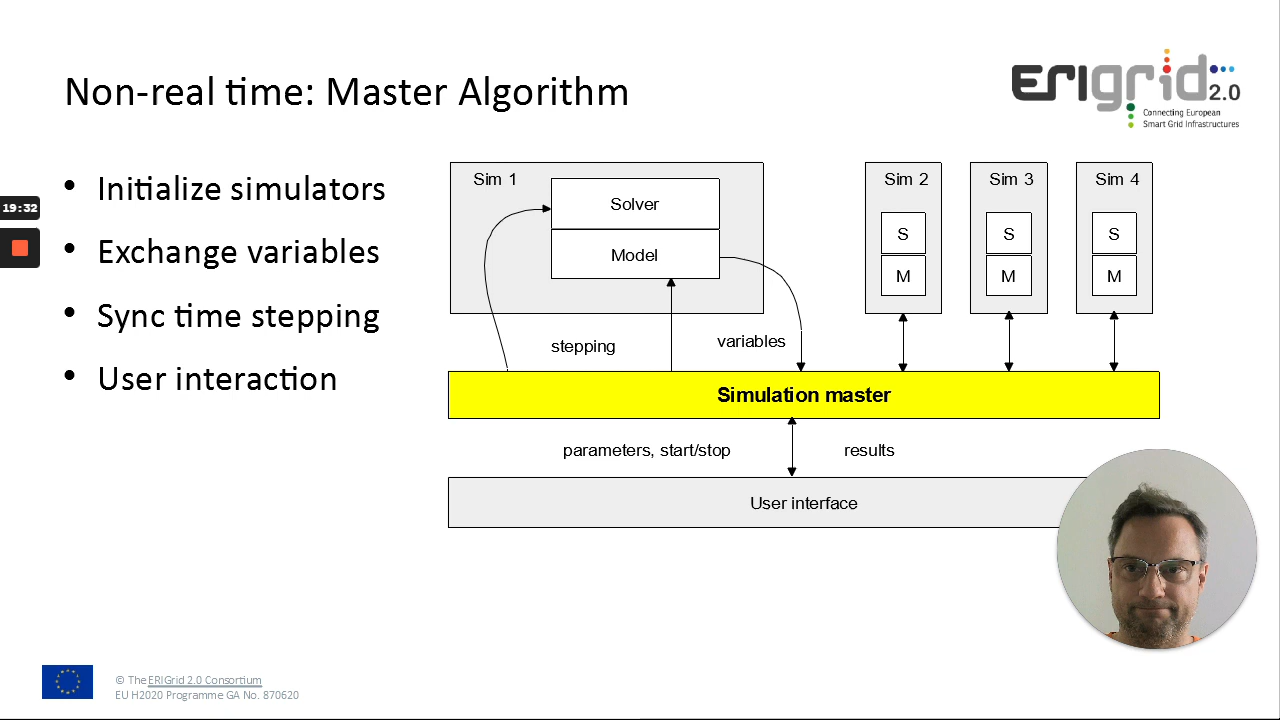 Non-real time: Master Algorithm
ERIgrid 2.0
Connecting European
Smart Grid Infrastructures
• Initialize simulators
• Exchange variables
• Sync time stepping
• User interaction
19:32
Sim 1
Solver
Model
Sim 2
S
M
Sim 3
S
M
Sim 4
S
M
stepping
variables
Simulation master
parameters, start/stop
results
User interface
© The ERIGrid 2.0 Consortium
EU H2020 Programme GA No. 870620